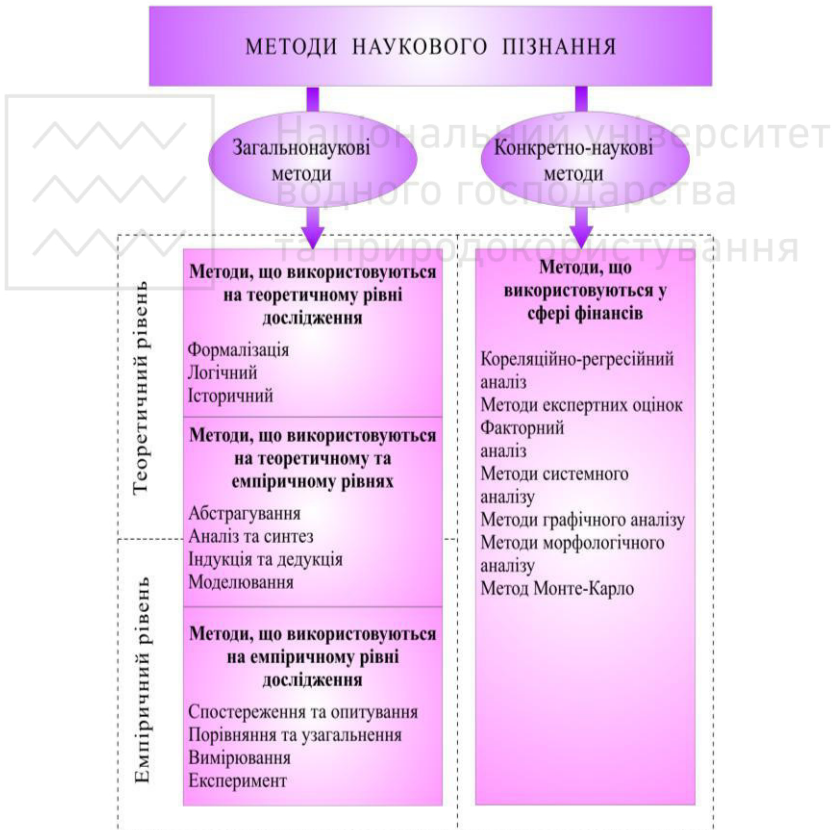 МЕТОДИ НАУКОВОГО ПІЗНАННЯ
Національний університет
водного господарства
та природокористування
Загальнонаукові
методи
Конкретно-наукові
методи
Теоретичний рівень
Емпіричний рівень
Методи, що використовуються
на теоретичному рівні
дослідження
Формалізація
Логічний
Історичний
Методи, що використовуються
на теоретичному та
емпіричному рівнях
Абстрагування
Аналіз та синтез
Індукція та дедукція
Моделювання
Методи, що використовуються
на емпіричному рівні
дослідження
Спостереження та опитування
Порівняння та узагальнення
Вимірювання
Експеримент
Методи, що
використовуються у
сфері фінансів
Кореляційно-регресійний
аналіз
Методи експертних оцінок
Факторний
аналіз
Методи системного
аналізу
Методи графічного аналізу
Методи морфологічного
аналізу
Метод Монте-Карло